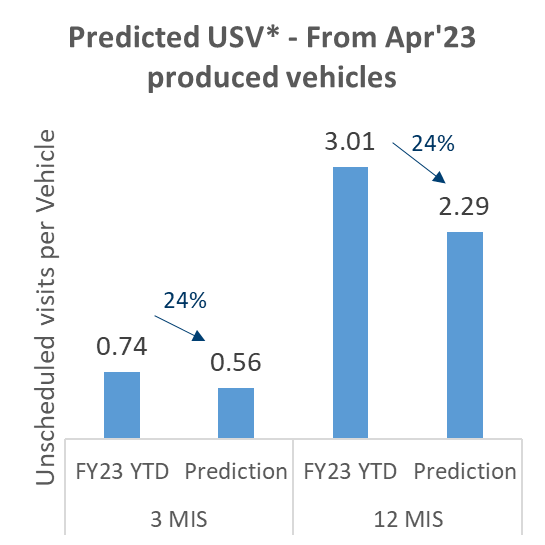 Predicted USV* - From Apr'23
produced vehicles
Unscheduled visits per Vehicle
3.01
24%
2.29
24%
0.74
0.56
FY23 YTD Prediction FY23 YTD Prediction
3 MIS 12 MIS